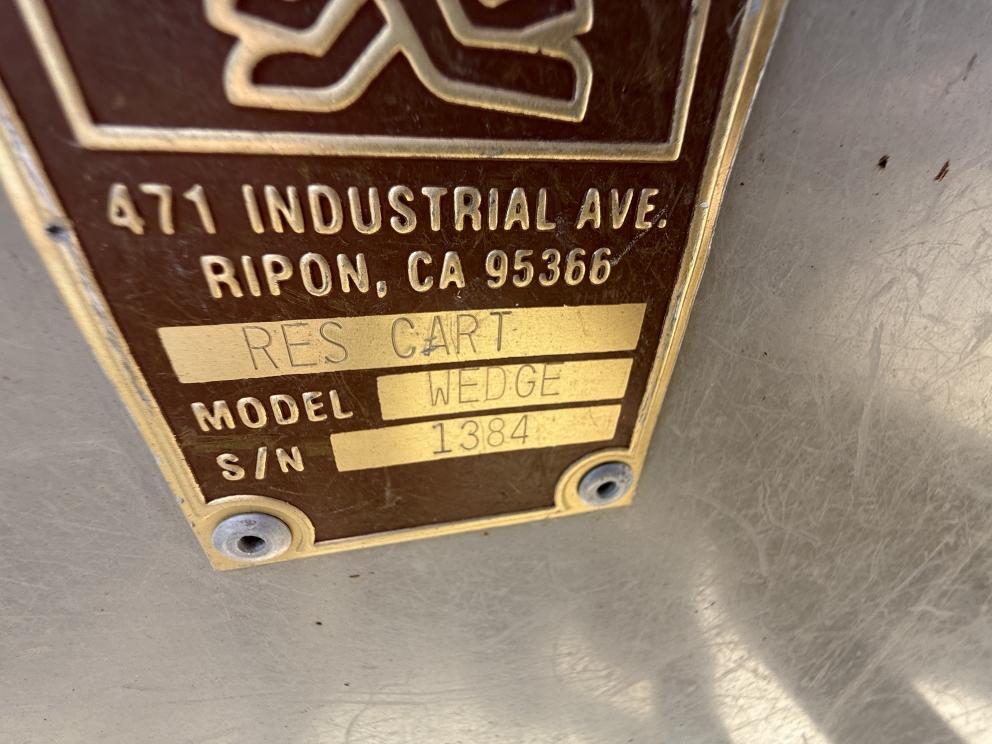 471 INDUSTRIAL AVE.
RIPON, CA 95366
RES CART
MODEL WEDGE
S/N 1384